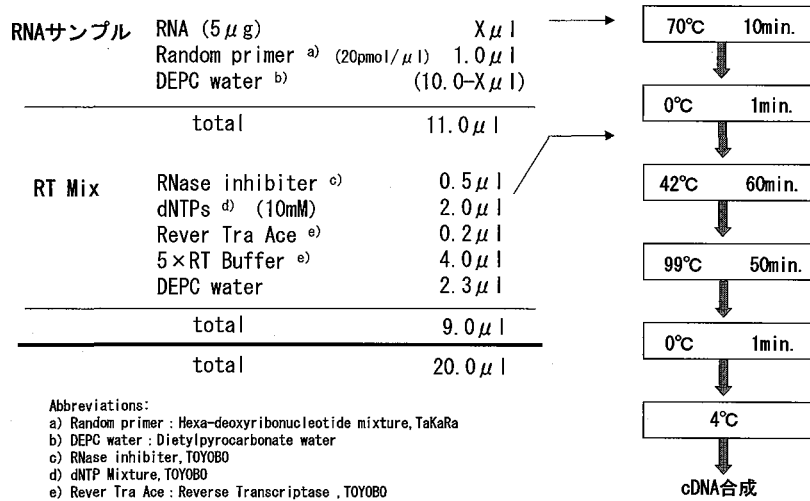 RNAサンプル RNA (5μg) Xμl
Random primer a) (20pmol/μl) 1.0μl
DEPC water b) (10.0-Xμl)
total 11.0μl
RT Mix RNase inhibiter c) 0.5μl
dNTPs d) (10mM) 2.0μl
Rever Tra Ace e) 0.2μl
5×RT Buffer e) 4.0μl
DEPC water 2.3μl
total 9.0μl
total 20.0μl
Abbreviations:
a) Random primer : Hexa-deoxyribonucleotide mixture, TaKaRa
b) DEPC water : Dietylpyrocarbonate water
c) RNase inhibiter, TOYOBO
d) dNTP Mixture, TOYOBO
e) Rever Tra Ace : Reverse Transcriptase , TOYOBO
70℃ 10min.
0℃ 1min.
42℃ 60min.
99℃ 50min.
0℃ 1min.
4℃
cDNA合成